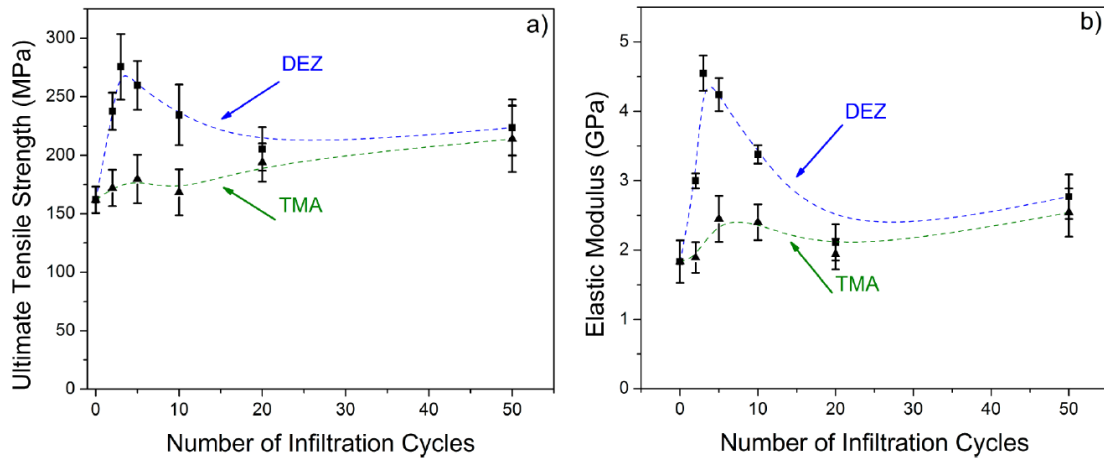 a)
Ultimate Tensile Strength (MPa)
300
250
200
150
100
50
0
DEZ
TMA
0 10 20 30 40 50
Number of Infiltration Cycles
b)
Elastic Modulus (GPa)
5
4
3
2
1
0
DEZ
TMA
0 10 20 30 40 50
Number of Infiltration Cycles